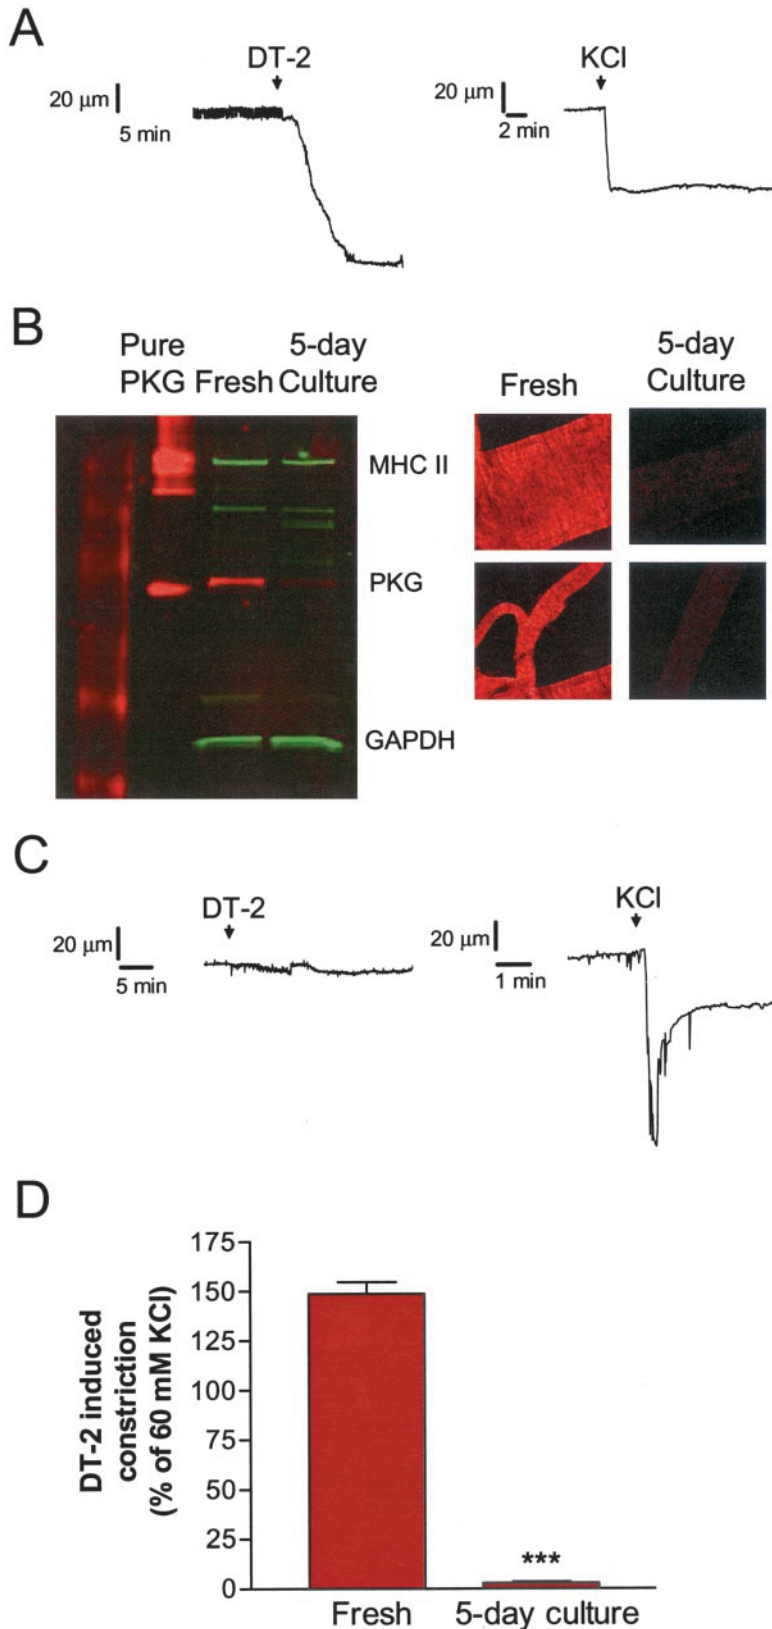 A
DT-2
KCl
20 μm
5 min
20 μm
2 min
B
Pure
PKG
Fresh
5-day
Culture
MHC II
PKG
GAPDH
Fresh
5-day
Culture
C
DT-2
KCl
20 μm
5 min
20 μm
1 min
D
DT-2 induced
constriction
(% of 60 mM KCl)
175
150
125
100
75
50
25
0
***
Fresh
5-day culture